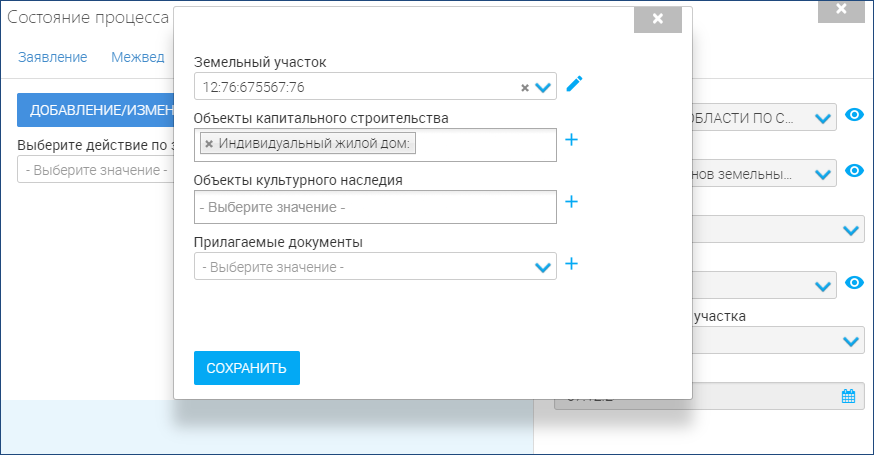 Состояние процесса
Заявление Межвед
ДОБАВЛЕНИЕ/ИЗМЕН
Выберите действие по з
- Выберите значение -
Земельный участок
12:76:675567:76
Объекты капитального строительства
Индивидуальный жилой дом:
Объекты культурного наследия
- Выберите значение -
Прилагаемые документы
- Выберите значение -
СОХРАНИТЬ
ОБЛАСТИ ПО С...
нов земельны...
участка